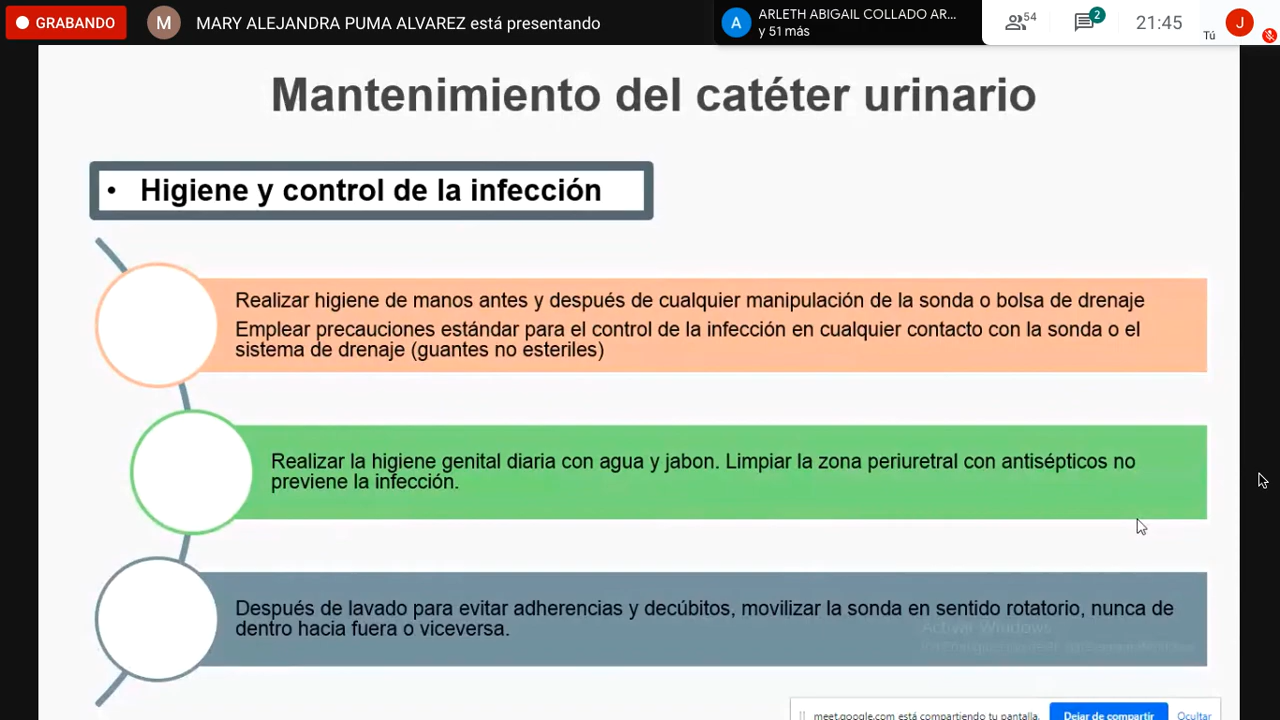 GRABANDO
M
MARY ALEJANDRA PUMA ALVAREZ está presentando
A
ARLETH ABIGAIL COLLADO AR...
y 51 más
54
2
21:45
Tú
J
Mantenimiento del catéter urinario
• Higiene y control de la infección
Realizar higiene de manos antes y después de cualquier manipulación de la sonda o bolsa de drenaje
Emplear precauciones estándar para el control de la infección en cualquier contacto con la sonda o el
sistema de drenaje (guantes no esteriles)
Realizar la higiene genital diaria con agua y jabon. Limpiar la zona periuretral con antisépticos no
previene la infección.
Después de lavado para evitar adherencias y decúbitos, movilizar la sonda en sentido rotatorio, nunca de
dentro hacia fuera o viceversa.
Activar Windows
meet.google.com está compartiendo tu pantalla.
Dejar de compartir
Ocultar